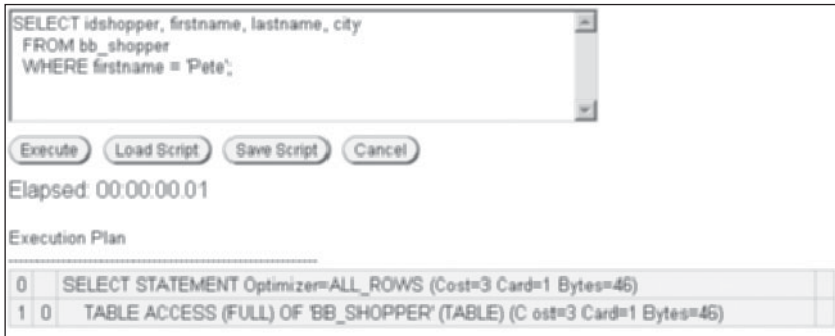 SELECT idshopper, firstname, lastname, city
FROM bb_shopper
WHERE firstname = 'Pete';
Execute Load Script Save Script Cancel
Elapsed: 00:00:00.01
Execution Plan
----------------------------------------------------------
0 SELECT STATEMENT Optimizer=ALL_ROWS (Cost=3 Card=1 Bytes=46)
1 0 TABLE ACCESS (FULL) OF 'BB_SHOPPER' (TABLE) (C ost=3 Card=1 Bytes=46)